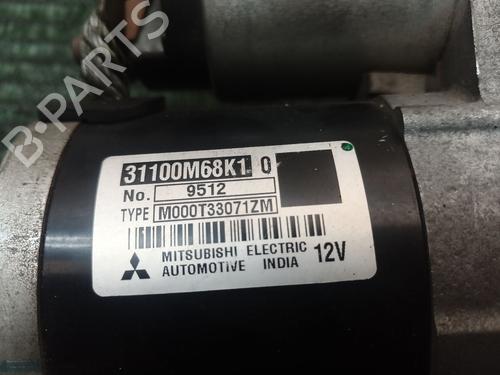 B-PARTS
31100M68K1 0
No. 9512
TYPE M000T33071ZM
MITSUBISHI ELECTRIC
AUTOMOTIVE INDIA
12V